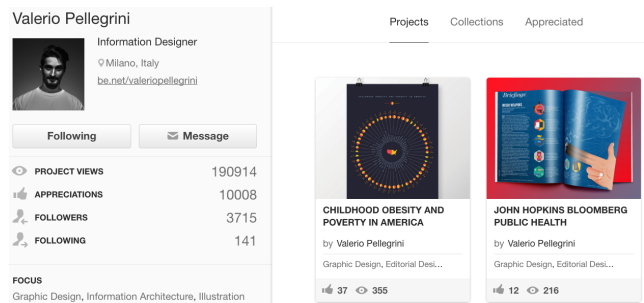 Valerio Pellegrini
Information Designer
Milano, Italy
be.net/valeriopellegrini
Following
Message
PROJECT VIEWS 190914
APPRECIATIONS 10008
FOLLOWERS 3715
FOLLOWING 141
FOCUS
Graphic Design, Information Architecture, Illustration
Projects Collections Appreciated
CHILDHOOD OBESITY AND
POVERTY IN AMERICA
by Valerio Pellegrini
Graphic Design, Editorial Desi...
37 355
Briefings
JOHN HOPKINS BLOOMBERG
PUBLIC HEALTH
by Valerio Pellegrini
Graphic Design, Editorial Desi...
12 216